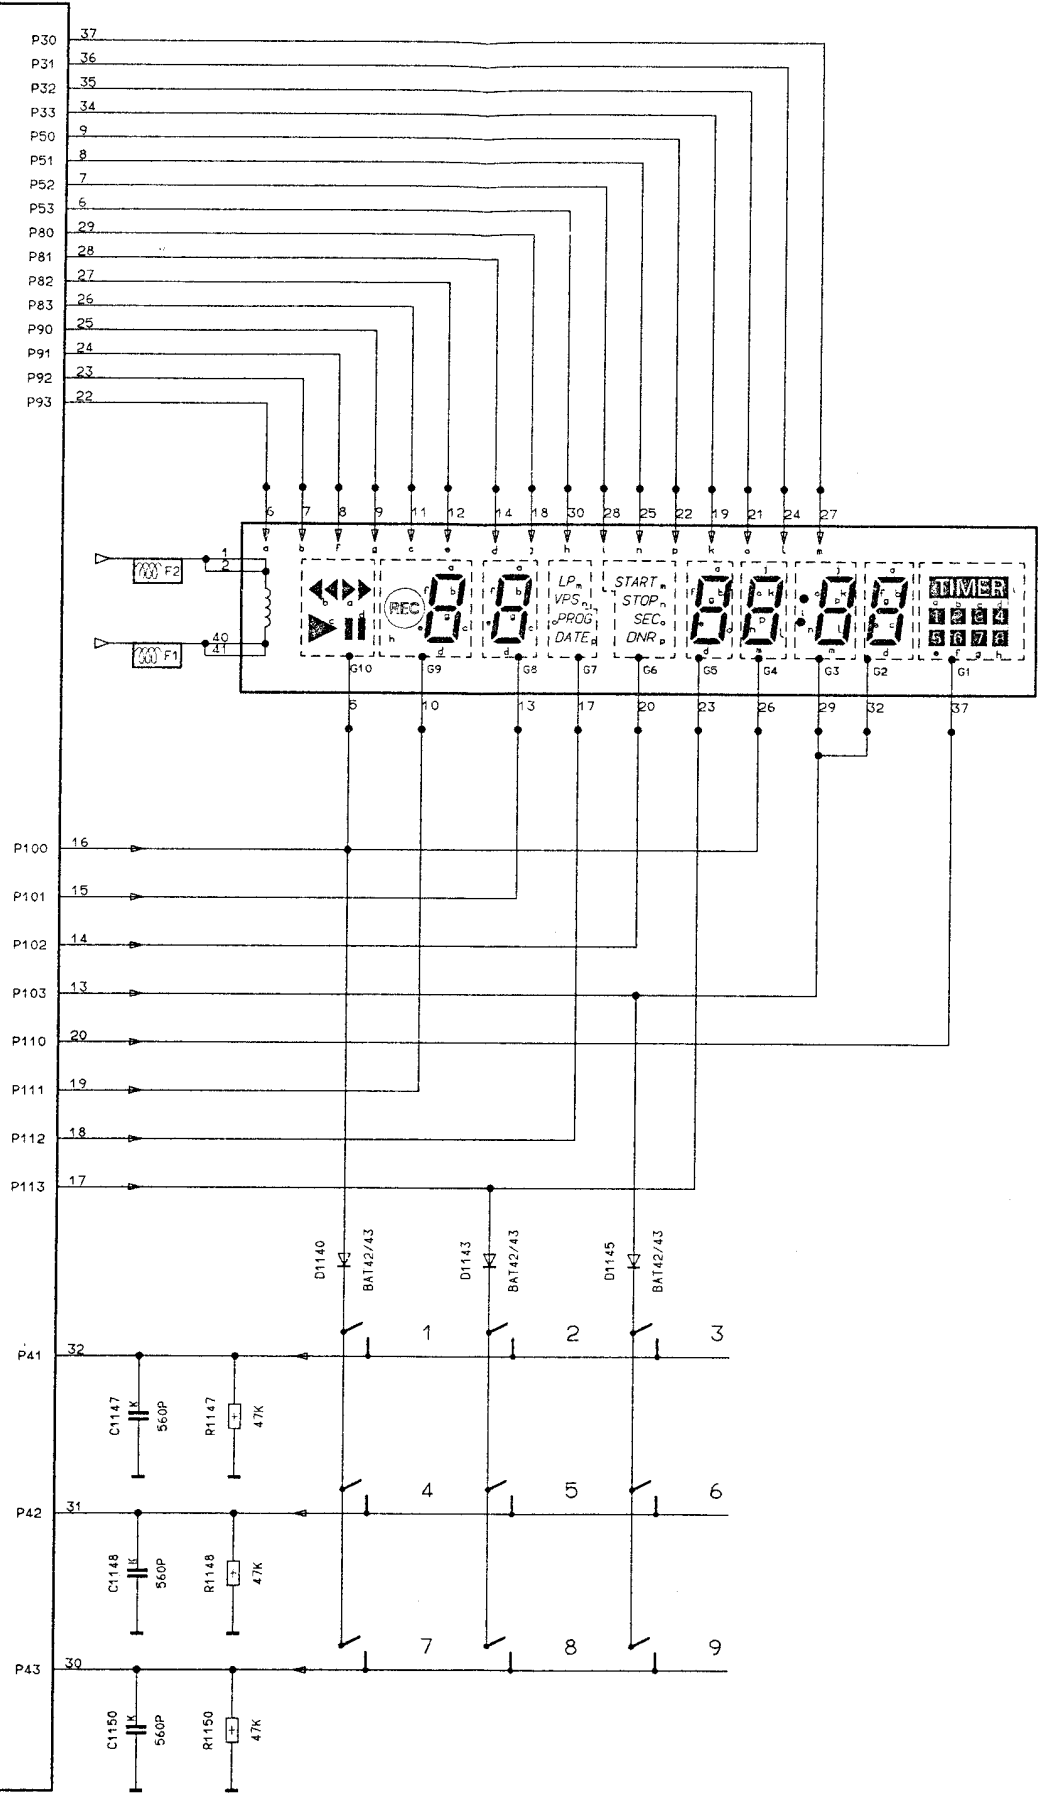 P30 37
P31 36
P32 35
P33 34
P50 9
P51 8
P52 7
P53 6
P80 29
P81 28
P82 27
P83 26
P90 25
P91 24
P92 23
P93 22
6 7 8 9 11 12 14 18 30 28 25 22 19 21 24 27
a b f g c e d j h i n p k o l m
1
2
F2
40
41
F1
REC
h
LP m
VPS n
o PROG
DATE p
START m
STOP n
SEC o
DNR p
TIMER
a b c d
1 2 3 4
5 6 7 8
e f g h
G10 G9 G8 G7 G6 G5 G4 G3 G2 G1
5 10 13 17 20 23 26 29 32 37
P100 16
P101 15
P102 14
P103 13
P110 20
P111 19
P112 18
P113 17
D1140 BAT42/43
D1143 BAT42/43
D1145 BAT42/43
1 2 3
P41 32
C1147 K 560P
R1147 47K
4 5 6
P42 31
C1148 K 560P
R1148 47K
7 8 9
P43 30
C1150 K 560P
R1150 47K